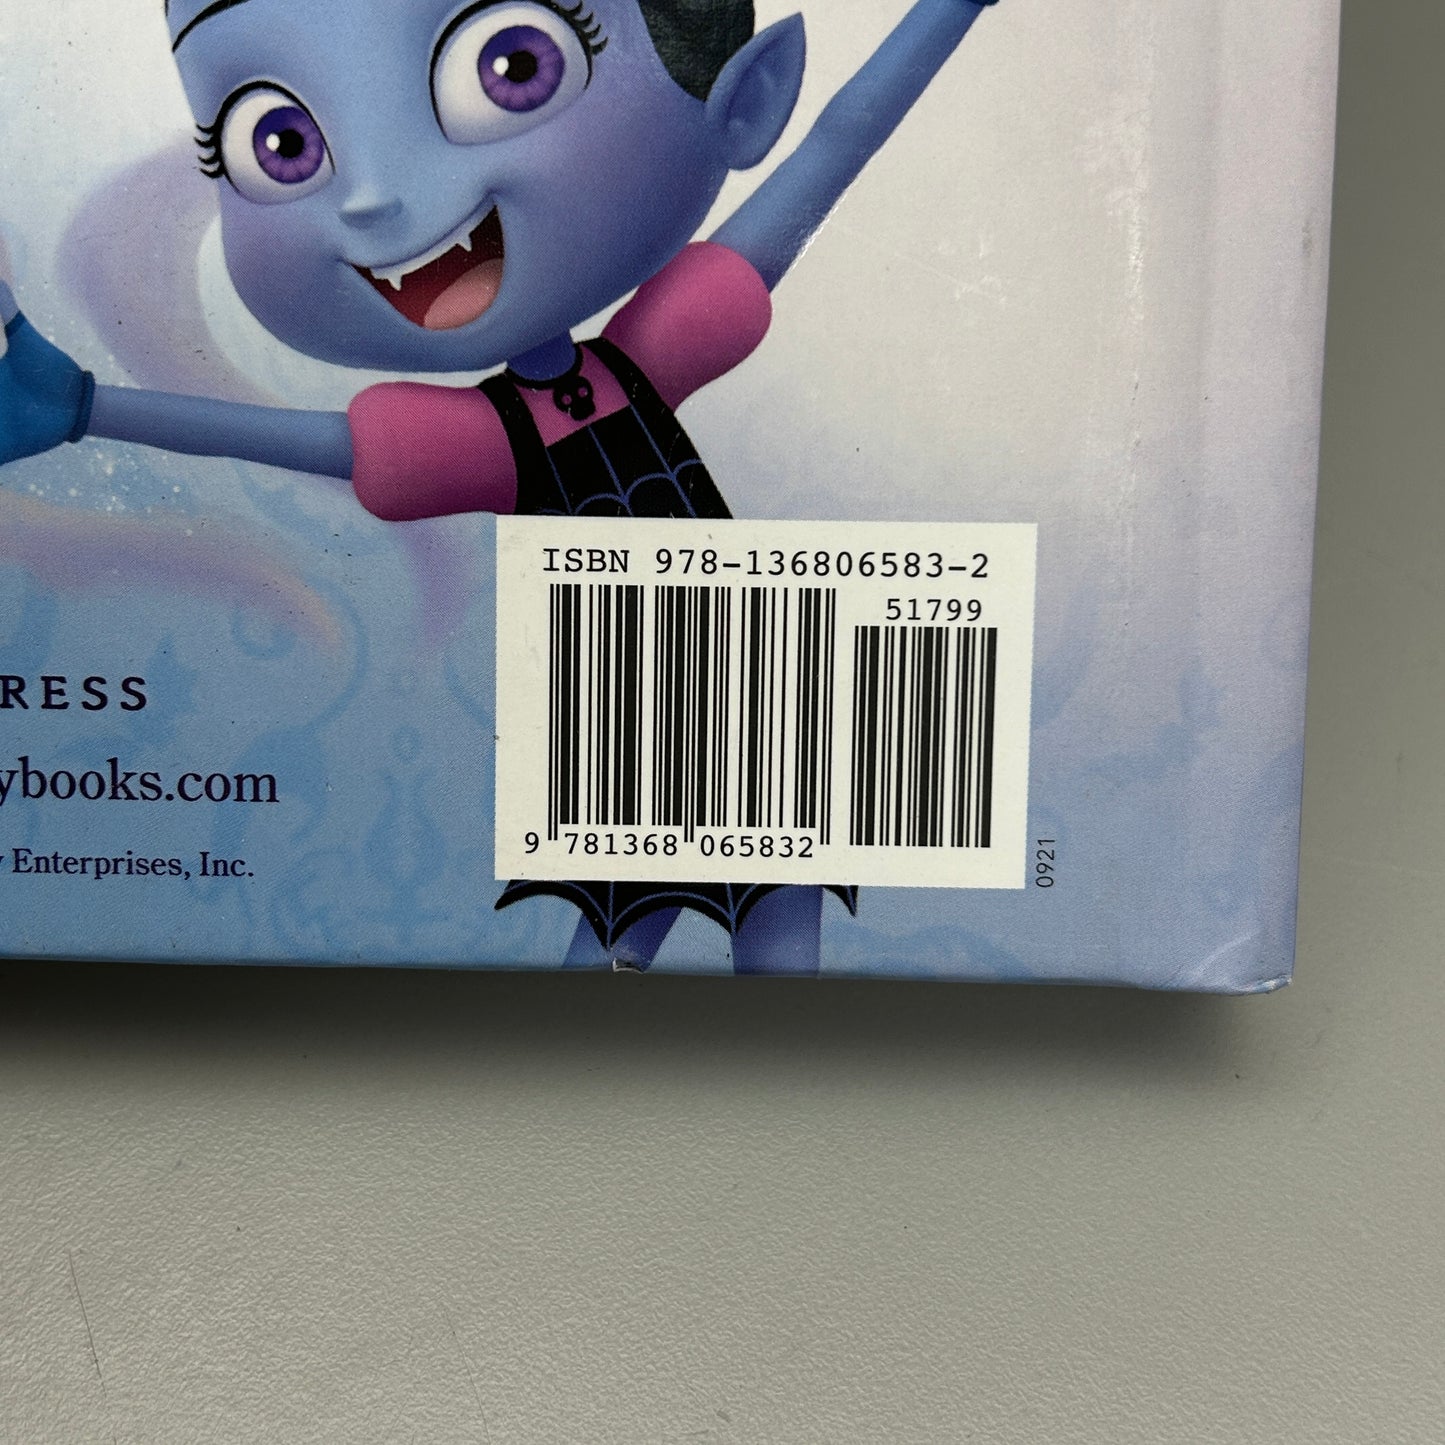 ISBN 978-136806583-2
51799
9 781368 065832
0921
RESS
ybooks.com
Enterprises, Inc.